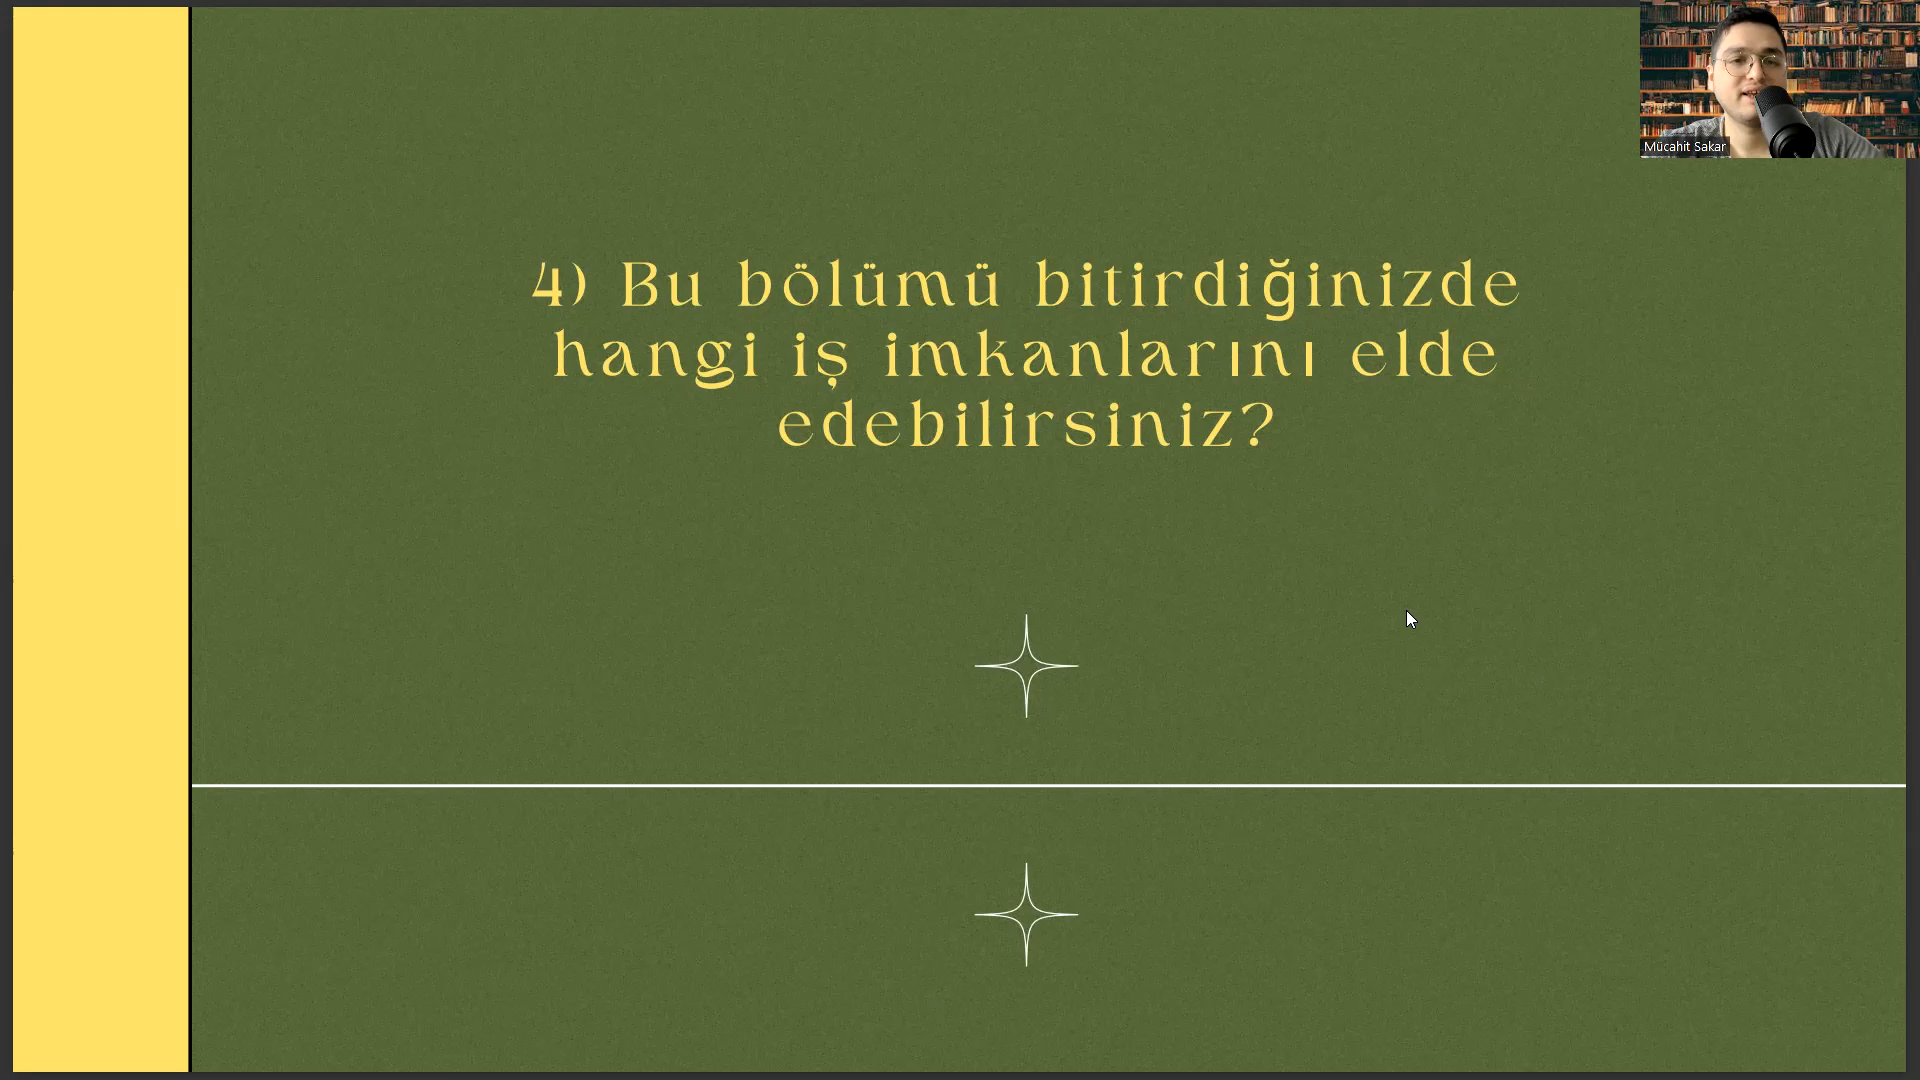 Mücahit Sakar
4) Bu bölümü bitirdiğinizde
hangi iş imkanlarını elde
edebilirsiniz?